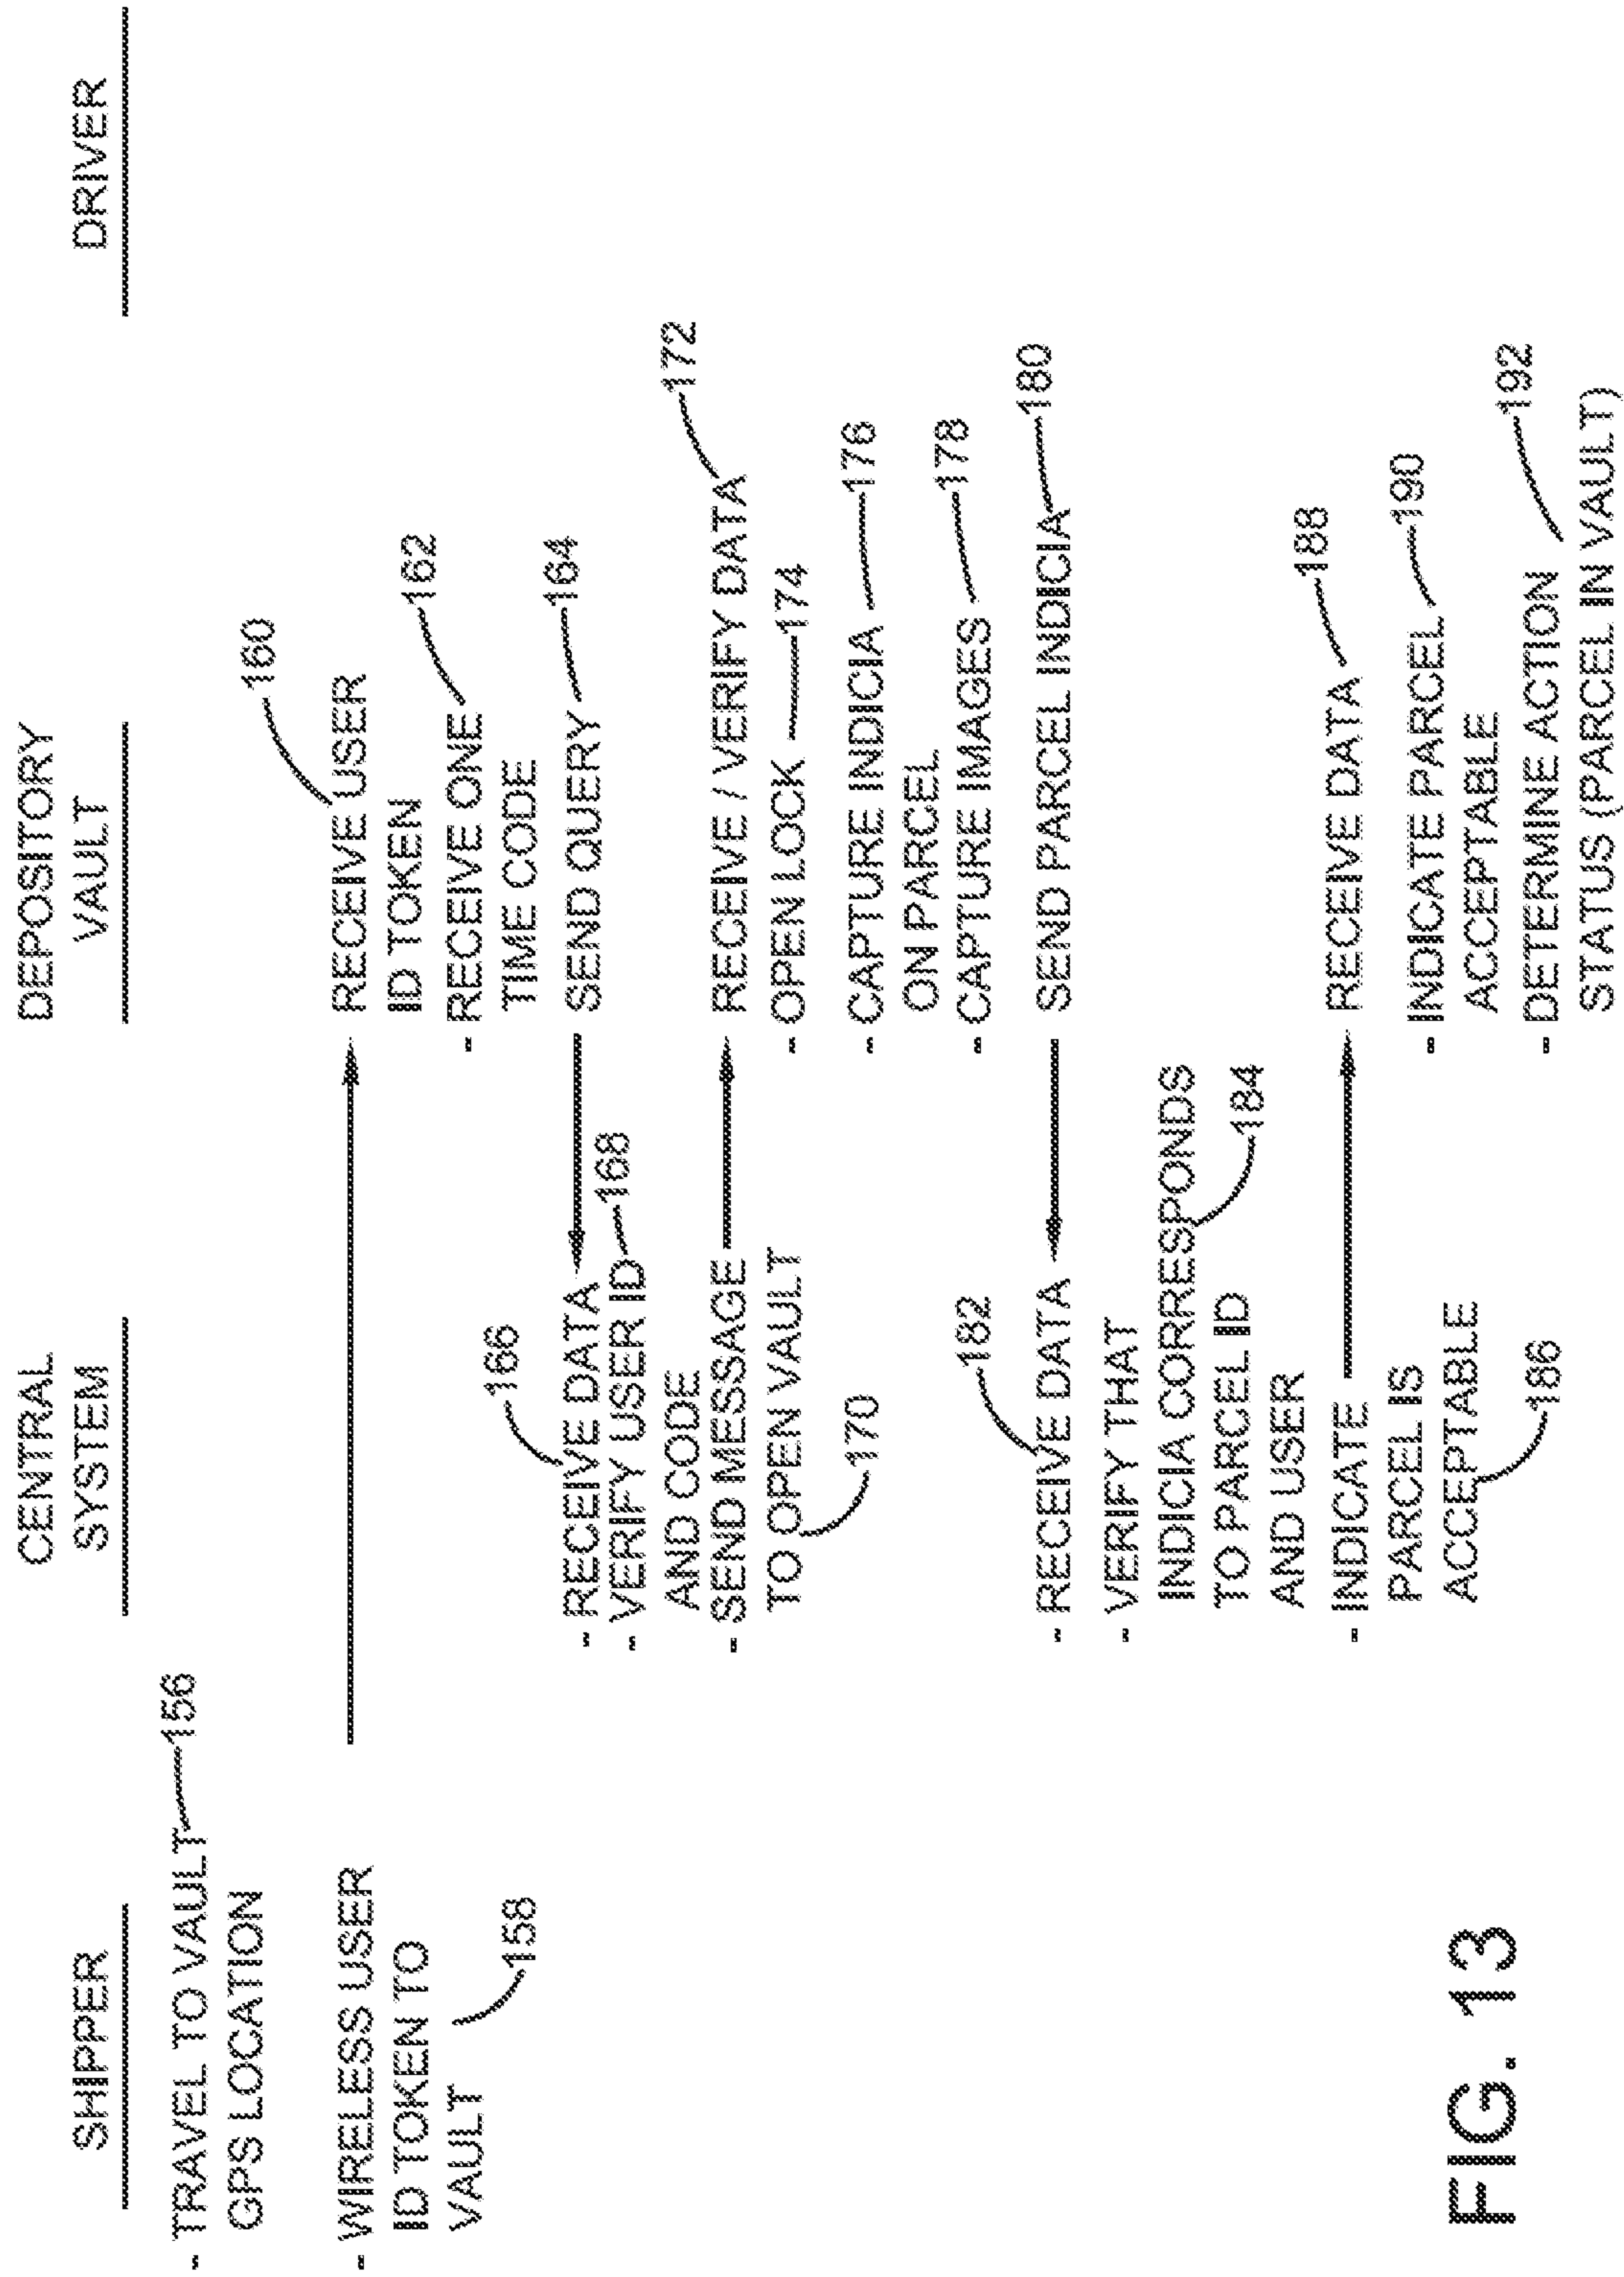 SHIPPER
- TRAVEL TO VAULT 156
GPS LOCATION
- WIRELESS USER
ID TOKEN TO
VAULT
158
CENTRAL
SYSTEM
166
- RECEIVE DATA
- VERIFY USER ID 168
AND CODE
- SEND MESSAGE
TO OPEN VAULT
170
182
- RECEIVE DATA
- VERIFY THAT
INDICIA CORRESPONDS
TO PARCEL ID 184
AND USER
- INDICATE
PARCEL IS
ACCEPTABLE
186
DEPOSITORY
VAULT
160
RECEIVE USER
ID TOKEN
- RECEIVE ONE 162
TIME CODE
SEND QUERY 164
RECEIVE / VERIFY DATA 172
- OPEN LOCK 174
- CAPTURE INDICIA 176
ON PARCEL
- CAPTURE IMAGES 178
SEND PARCEL INDICIA 180
RECEIVE DATA 188
- INDICATE PARCEL 190
ACCEPTABLE
- DETERMINE ACTION 192
STATUS (PARCEL IN VAULT)
DRIVER
FIG. 13